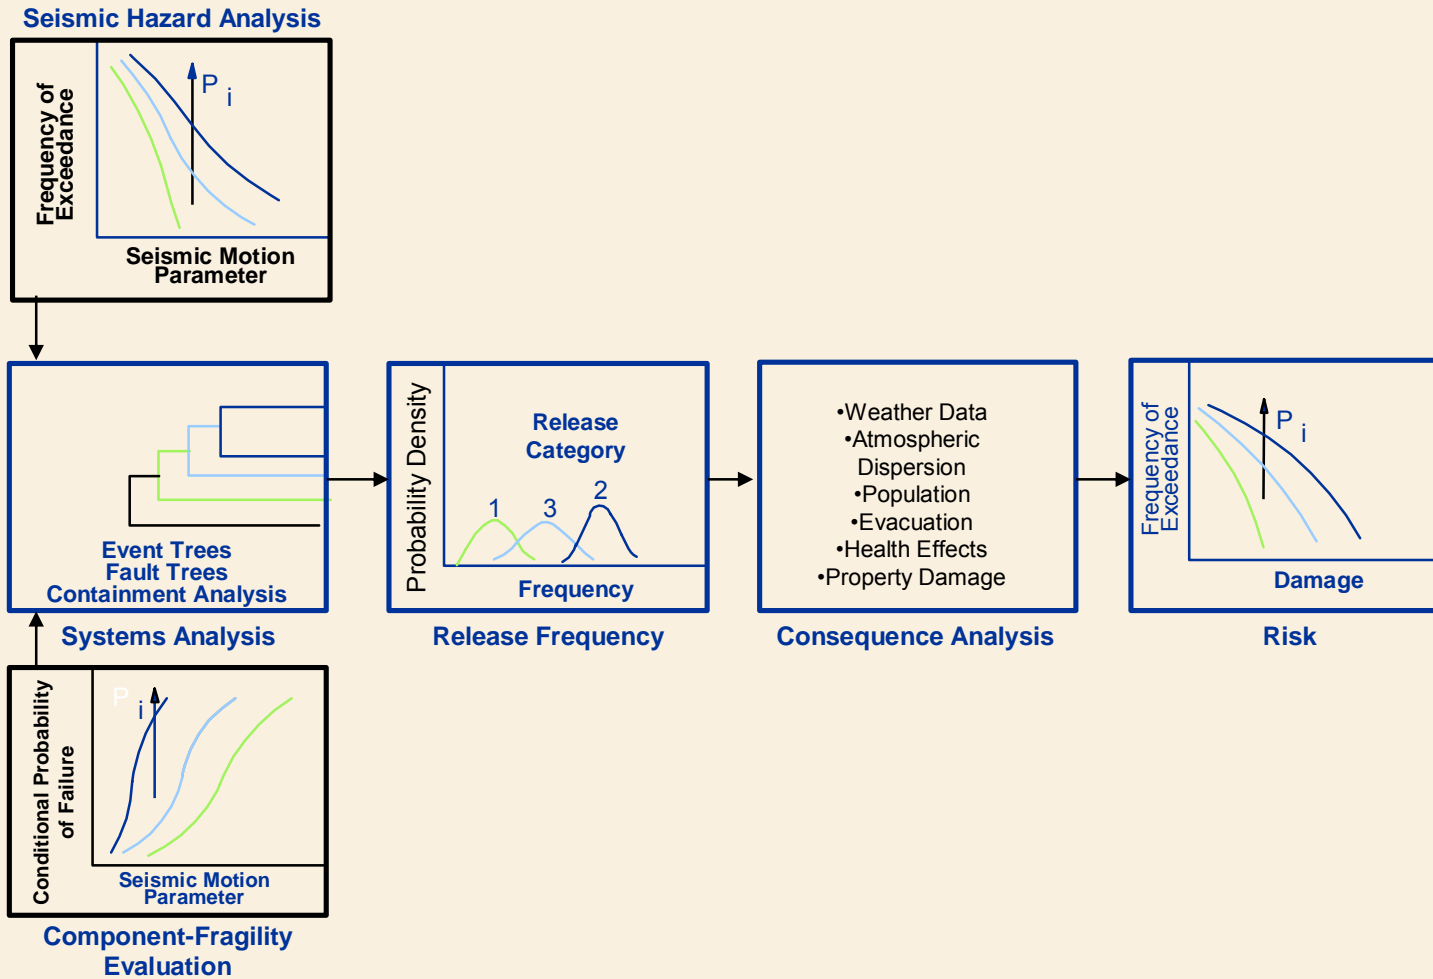 Seismic Hazard Analysis
Frequency of
Exceedance
P i
Seismic Motion
Parameter
Event Trees
Fault Trees
Containment Analysis
Systems Analysis
Probability Density
Release
Category
1
3
2
Frequency
Release Frequency
•Weather Data
•Atmospheric
Dispersion
•Population
•Evacuation
•Health Effects
•Property Damage
Consequence Analysis
Frequency of
Exceedance
P i
Damage
Risk
Conditional Probability
of Failure
P i
Seismic Motion
Parameter
Component-Fragility
Evaluation